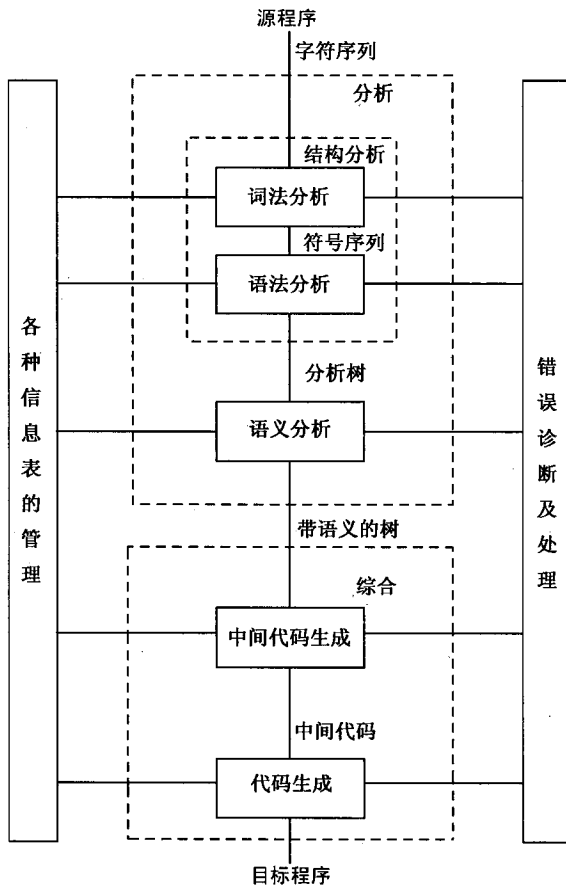 源程序
字符序列
分析
结构分析
词法分析
符号序列
语法分析
分析树
语义分析
带语义的树
综合
中间代码生成
中间代码
代码生成
目标程序
各种信息表的管理
错误诊断及处理